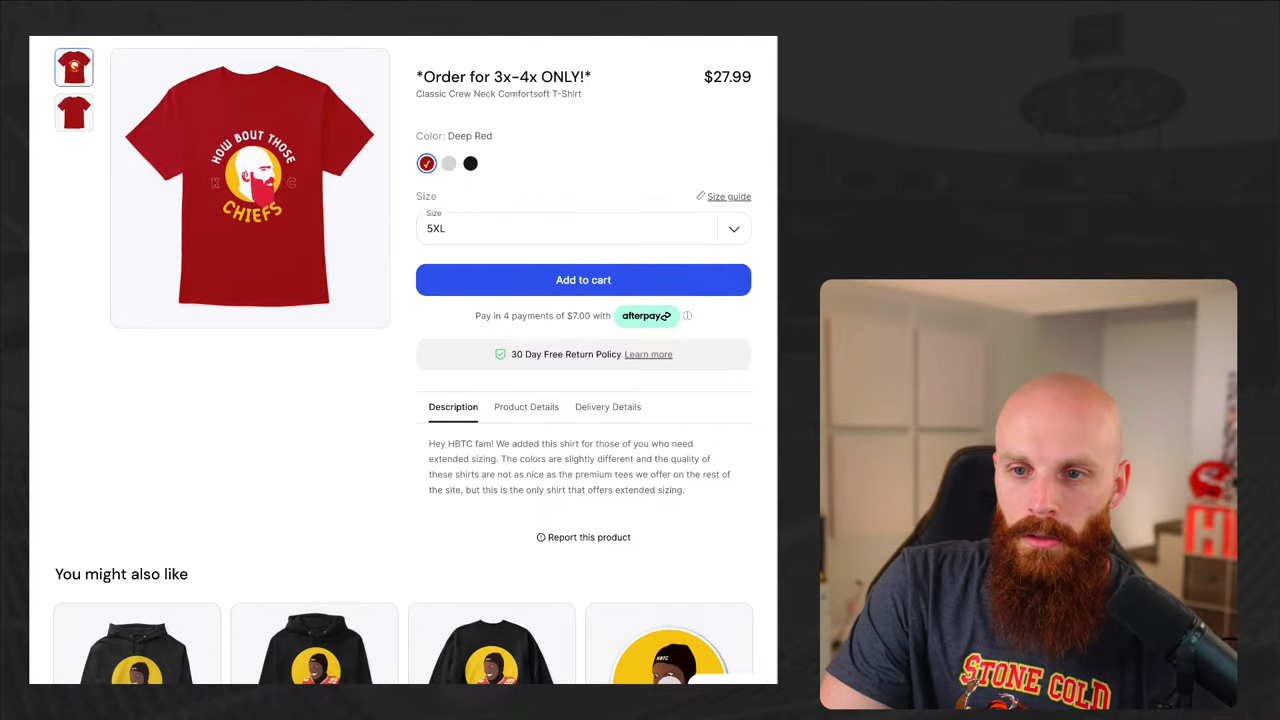 *Order for 3x-4x ONLY!*
$27.99
Classic Crew Neck Comfortsoft T-Shirt
Color: Deep Red
Size
Size guide
Size
5XL
Add to cart
Pay in 4 payments of $7.00 with afterpay
30 Day Free Return Policy Learn more
Description
Product Details
Delivery Details
Hey HBTC fam! We added this shirt for those of you who need
extended sizing. The colors are slightly different and the quality of
these shirts are not as nice as the premium tees we offer on the rest of
the site, but this is the only shirt that offers extended sizing.
Report this product
You might also like
HOW BOUT THOSE
K C
CHIEFS
HBTC
STONE COLD